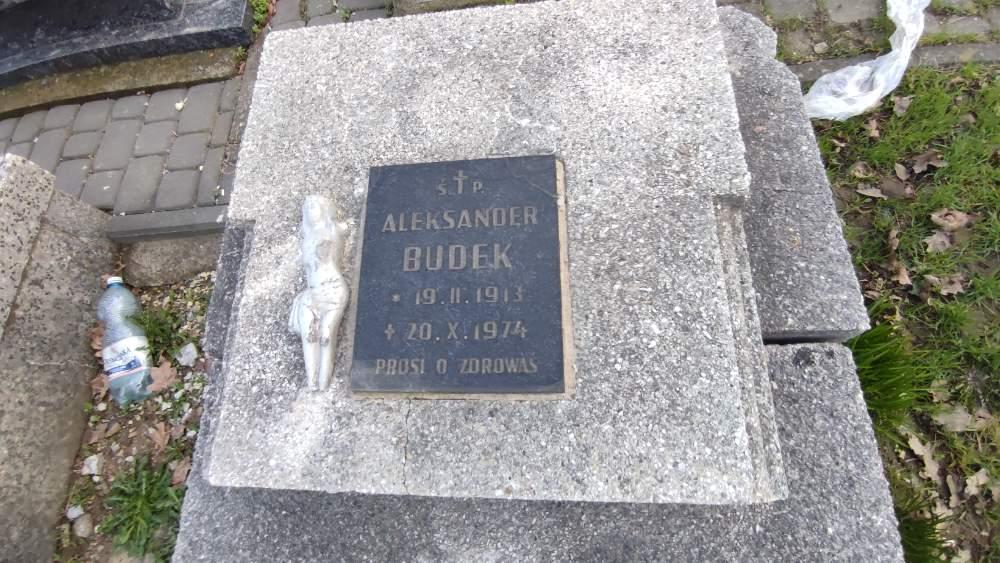 Ś.✝P.
ALEKSANDER
BUDEK
* 19.II.1913
✝ 20.X.1974
PROSI O ZDROWAŚ